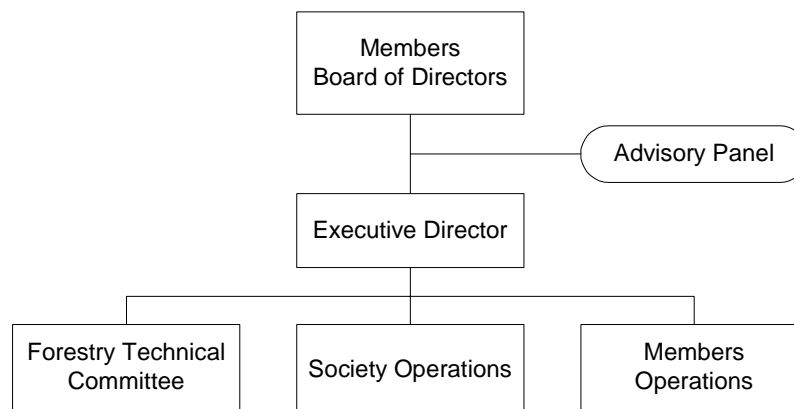 Members
Board of Directors
Advisory Panel
Executive Director
Forestry Technical
Committee
Society Operations
Members
Operations